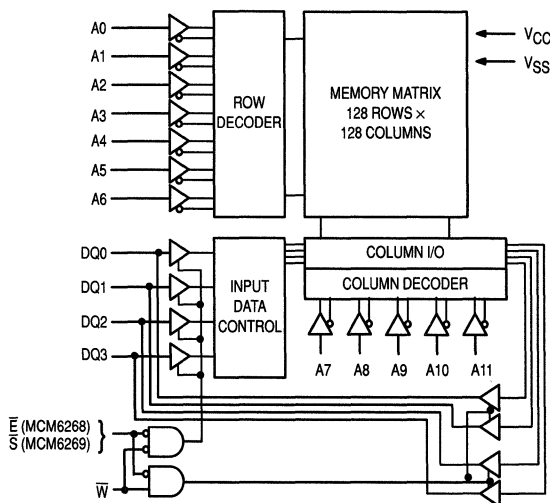 A0
A1
A2
A3
A4
A5
A6
ROW
DECODER
MEMORY MATRIX
128 ROWS ×
128 COLUMNS
VCC
VSS
DQ0
DQ1
DQ2
DQ3
INPUT
DATA
CONTROL
COLUMN I/O
COLUMN DECODER
A7 A8 A9 A10 A11
E̅ (MCM6268)
S̅ (MCM6269)
W̅